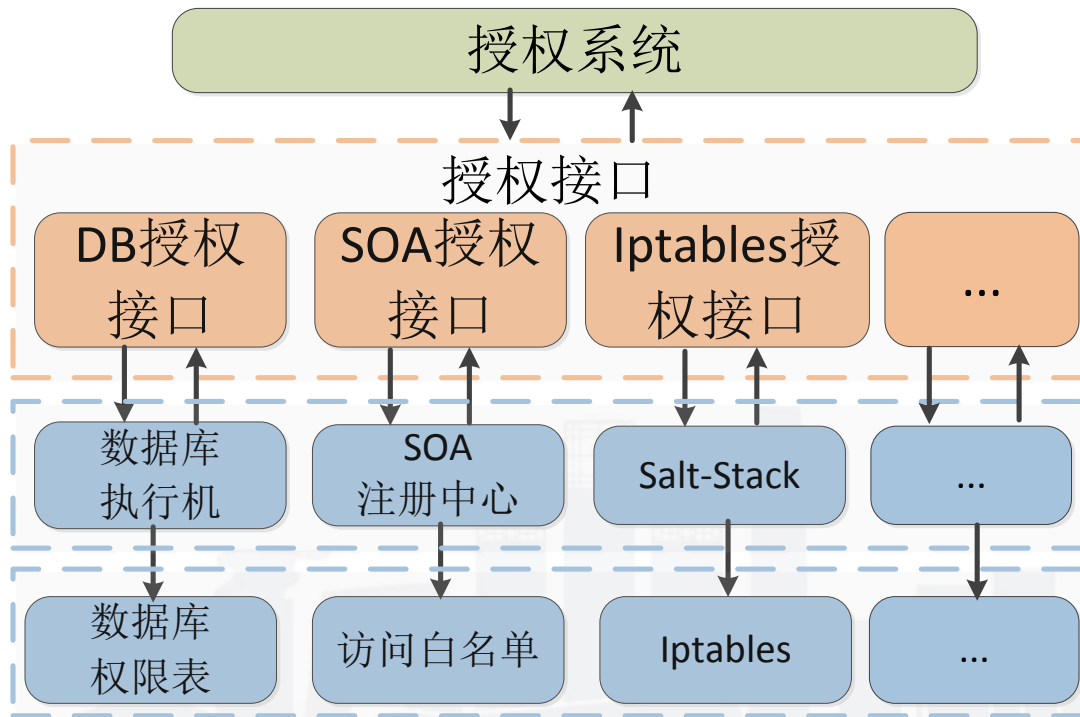 授权系统
授权接口
DB授权
接口
SOA授权
接口
Iptables授
权接口
...
数据库
执行机
SOA
注册中心
Salt-Stack
...
数据库
权限表
访问白名单
Iptables
...